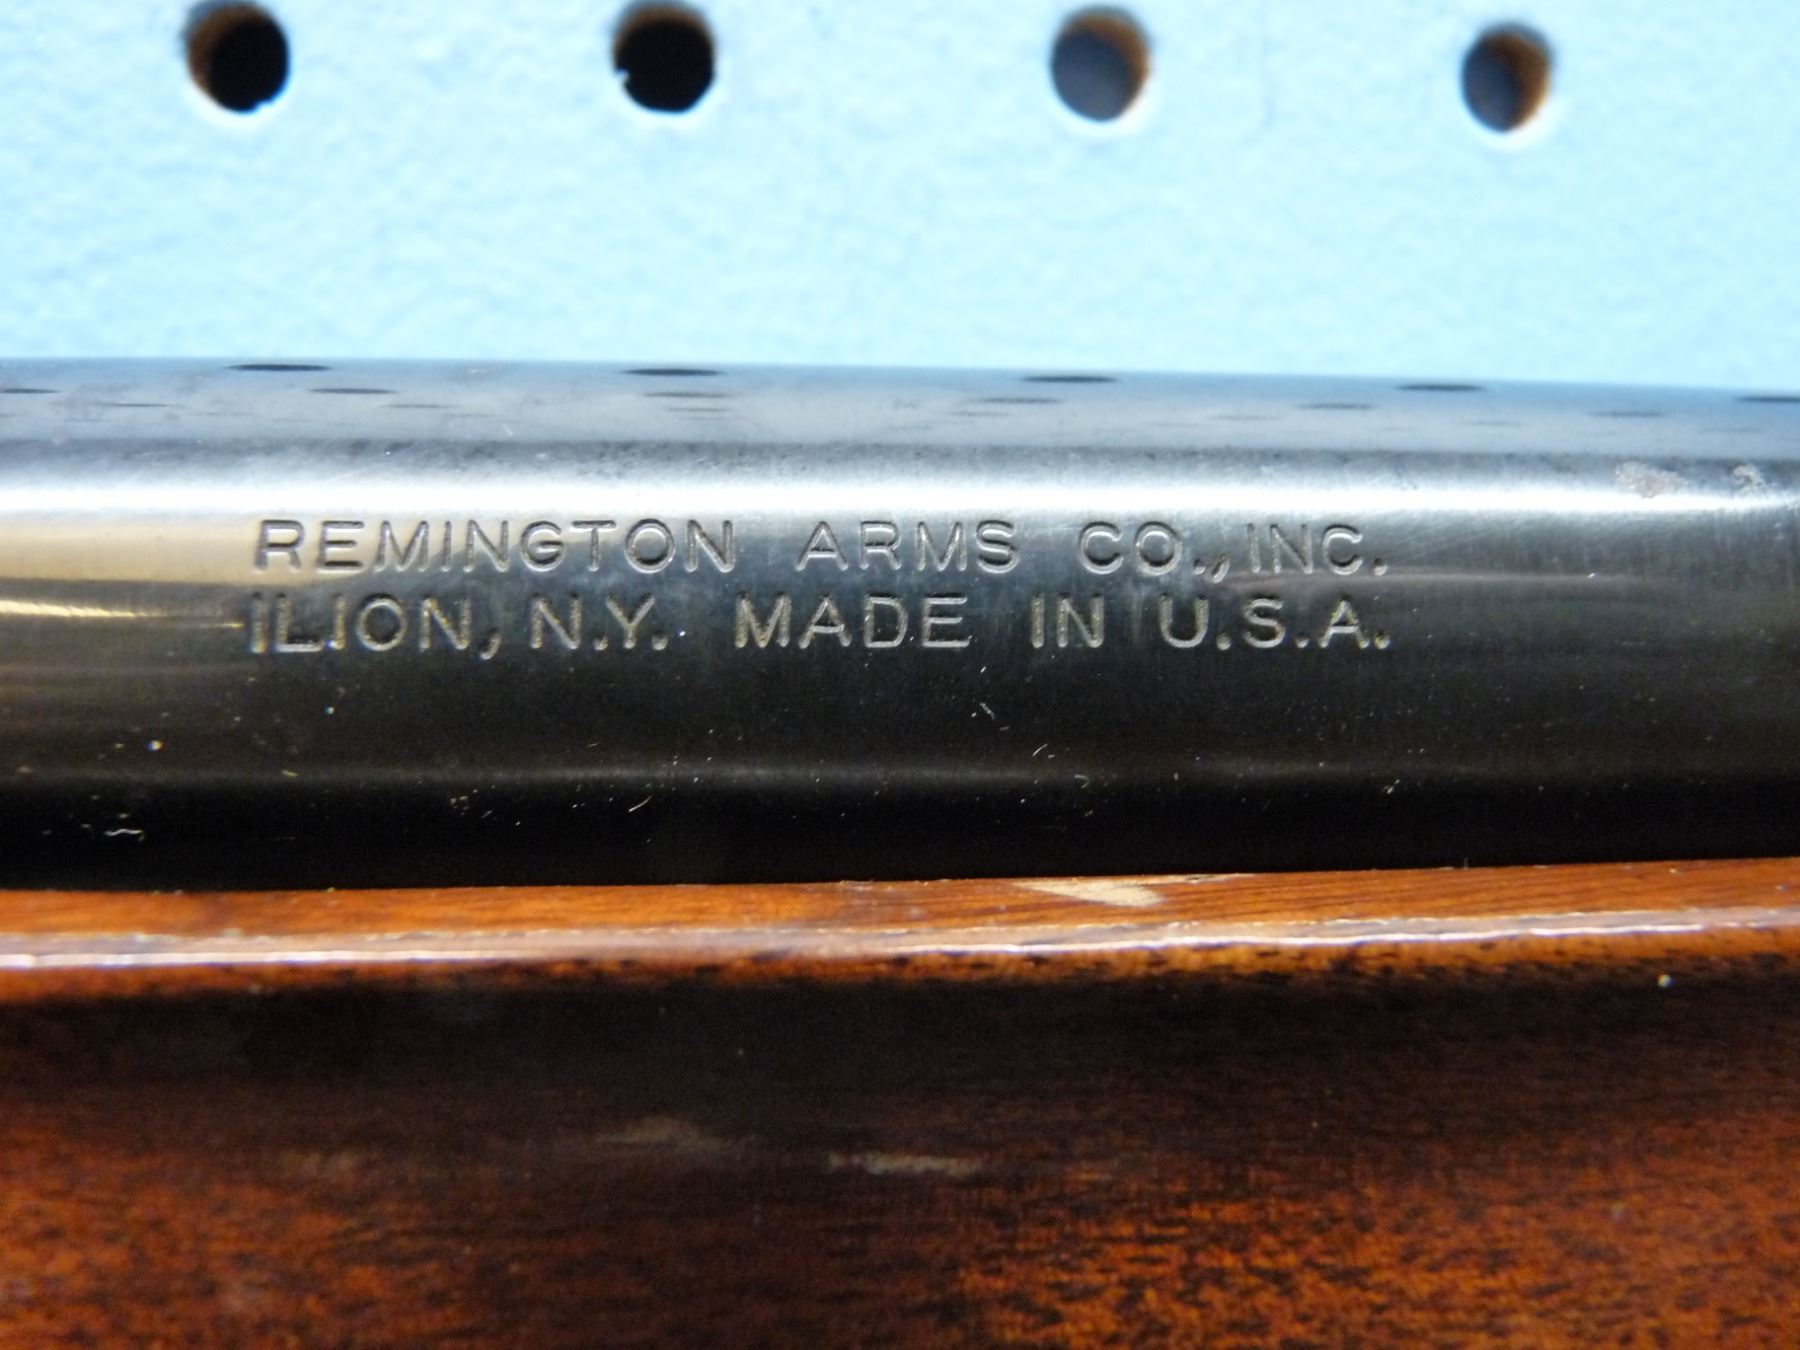 REMINGTON ARMS CO., INC.
ILION, N.Y. MADE IN U.S.A.